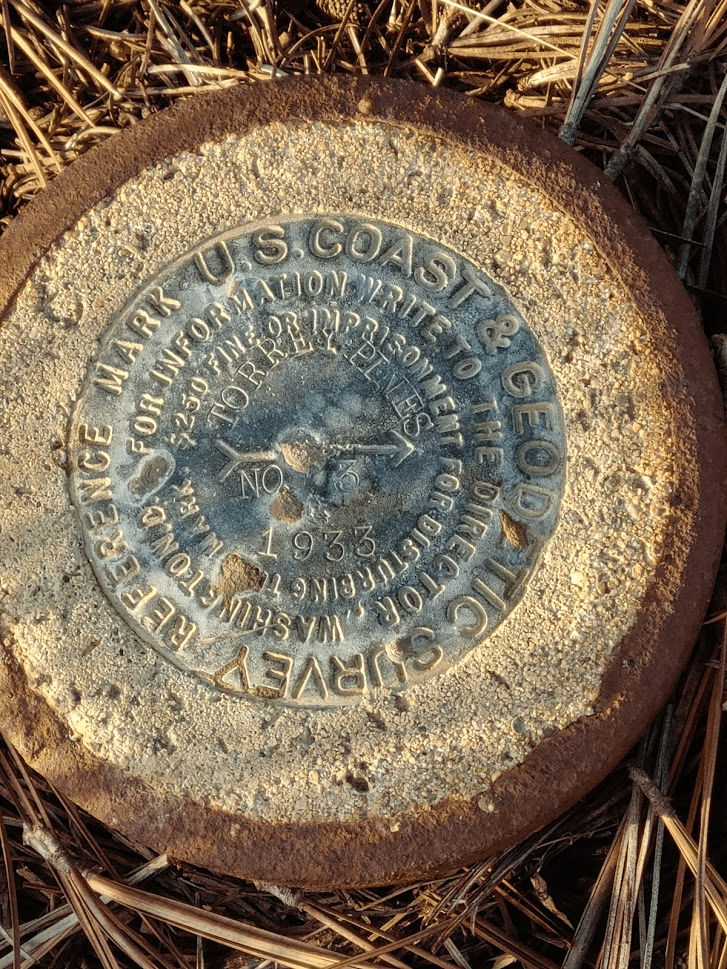 U.S. COAST & GEODETIC SURVEY REFERENCE MARK
FOR INFORMATION WRITE TO THE DIRECTOR, WASHINGTON, D.C.
$250 FINE OR IMPRISONMENT FOR DISTURBING THIS MARK.
TORREY PINES
NO 3
1933